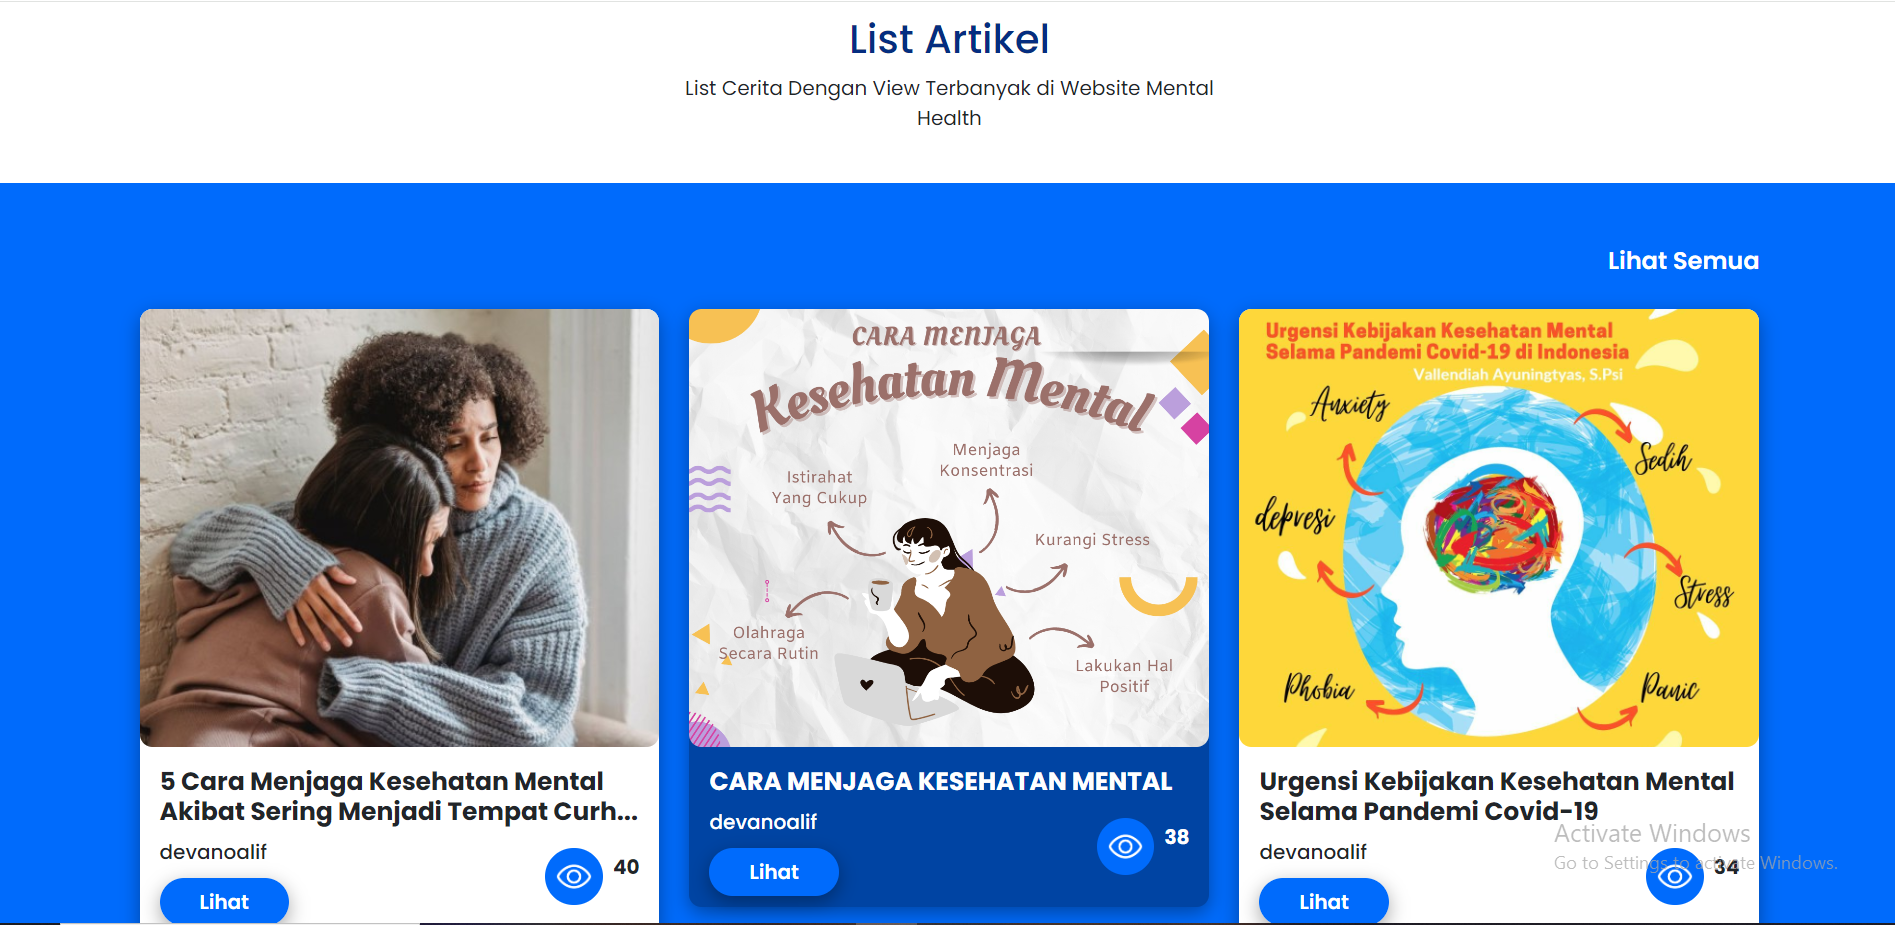 List Artikel
List Cerita Dengan View Terbanyak di Website Mental
Health
Lihat Semua
5 Cara Menjaga Kesehatan Mental
Akibat Sering Menjadi Tempat Curh...
devanoalif
40
Lihat
CARA MENJAGA
Kesehatan Mental
Menjaga
Konsentrasi
Istirahat
Yang Cukup
Kurangi Stress
Olahraga
Secara Rutin
Lakukan Hal
Positif
CARA MENJAGA KESEHATAN MENTAL
devanoalif
38
Lihat
Urgensi Kebijakan Kesehatan Mental
Selama Pandemi Covid-19 di Indonesia
Vallendiah Ayuningtyas, S.Psi
Anxiety
Sedih
depresi
Stress
Phobia
Panic
Urgensi Kebijakan Kesehatan Mental
Selama Pandemi Covid-19
devanoalif
34
Lihat
Activate Windows
Go to Settings to activate Windows.